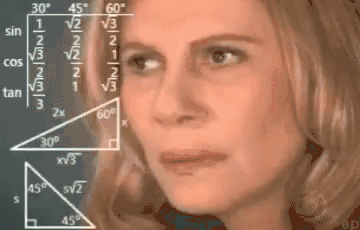 30° 45° 60°
sin 1/2 √2/2 √3/2
cos √3/2 √2/2 1/2
tan √3/3 1 √3
2x 60° x
30°
x√3
45° s√2
s
45°